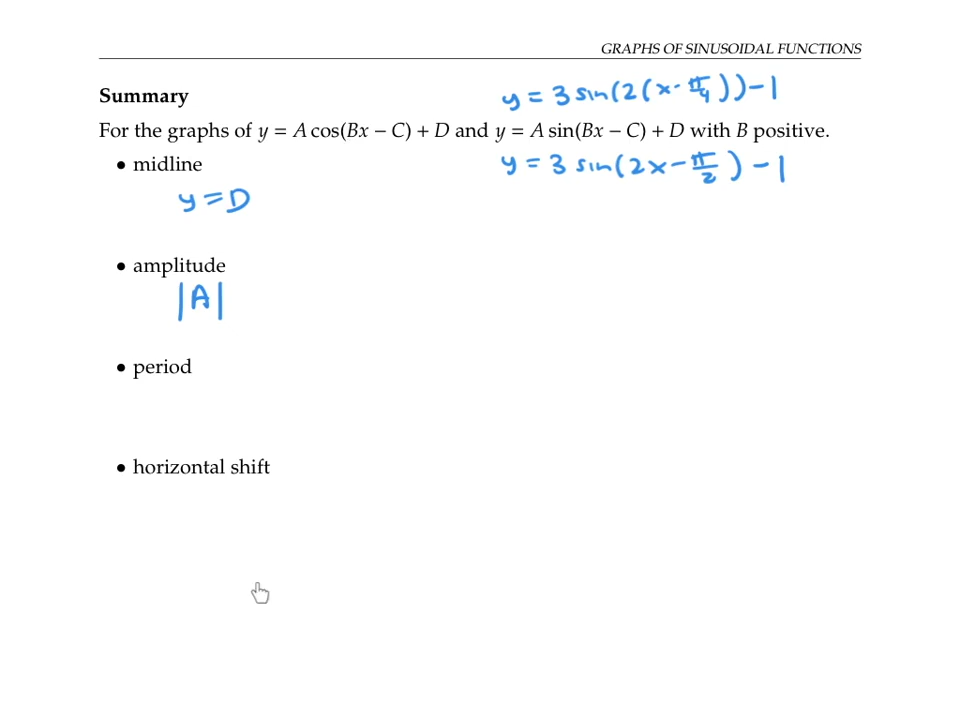 GRAPHS OF SINUSOIDAL FUNCTIONS
y = 3 sin(2(x - π/4)) - 1
Summary
For the graphs of y = A cos(Bx − C) + D and y = A sin(Bx − C) + D with B positive.
• midline
y = 3 sin(2x - π/2) - 1
y = D
• amplitude
|A|
• period
• horizontal shift